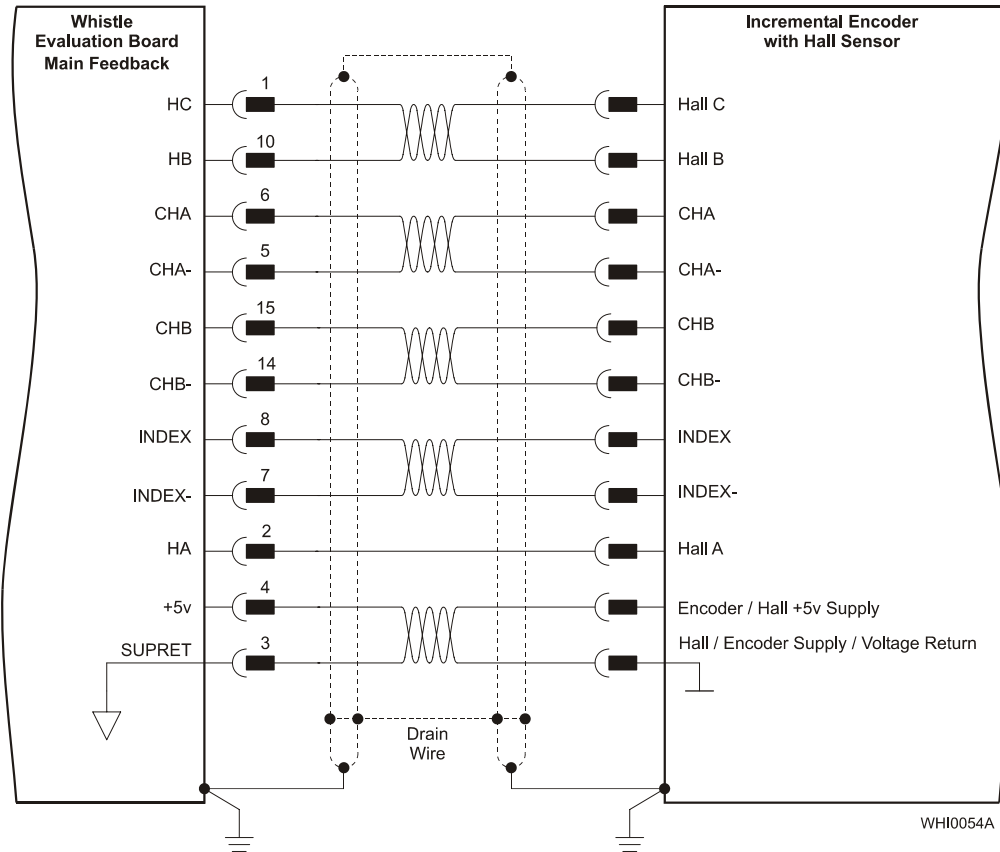 Whistle
Evaluation Board
Main Feedback
Incremental Encoder
with Hall Sensor
HC 1 Hall C
HB 10 Hall B
CHA 6 CHA
CHA- 5 CHA-
CHB 15 CHB
CHB- 14 CHB-
INDEX 8 INDEX
INDEX- 7 INDEX-
HA 2 Hall A
+5v 4 Encoder / Hall +5v Supply
SUPRET 3 Hall / Encoder Supply / Voltage Return
Drain
Wire
WHI0054A